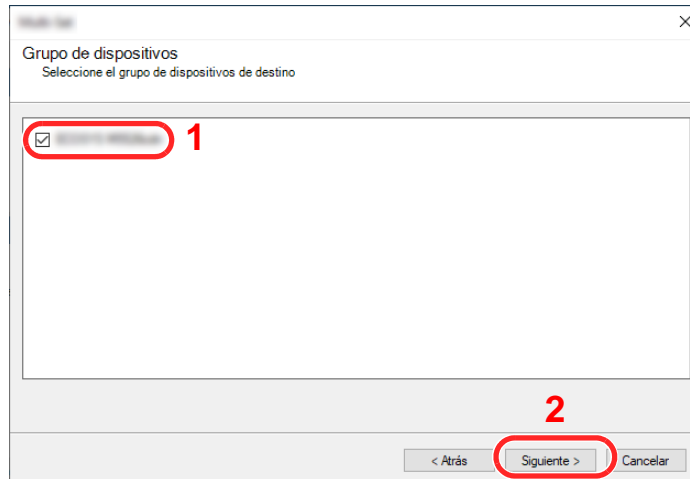 Grupo de dispositivos
Seleccione el grupo de dispositivos de destino
1
2
< Atrás
Siguiente >
Cancelar